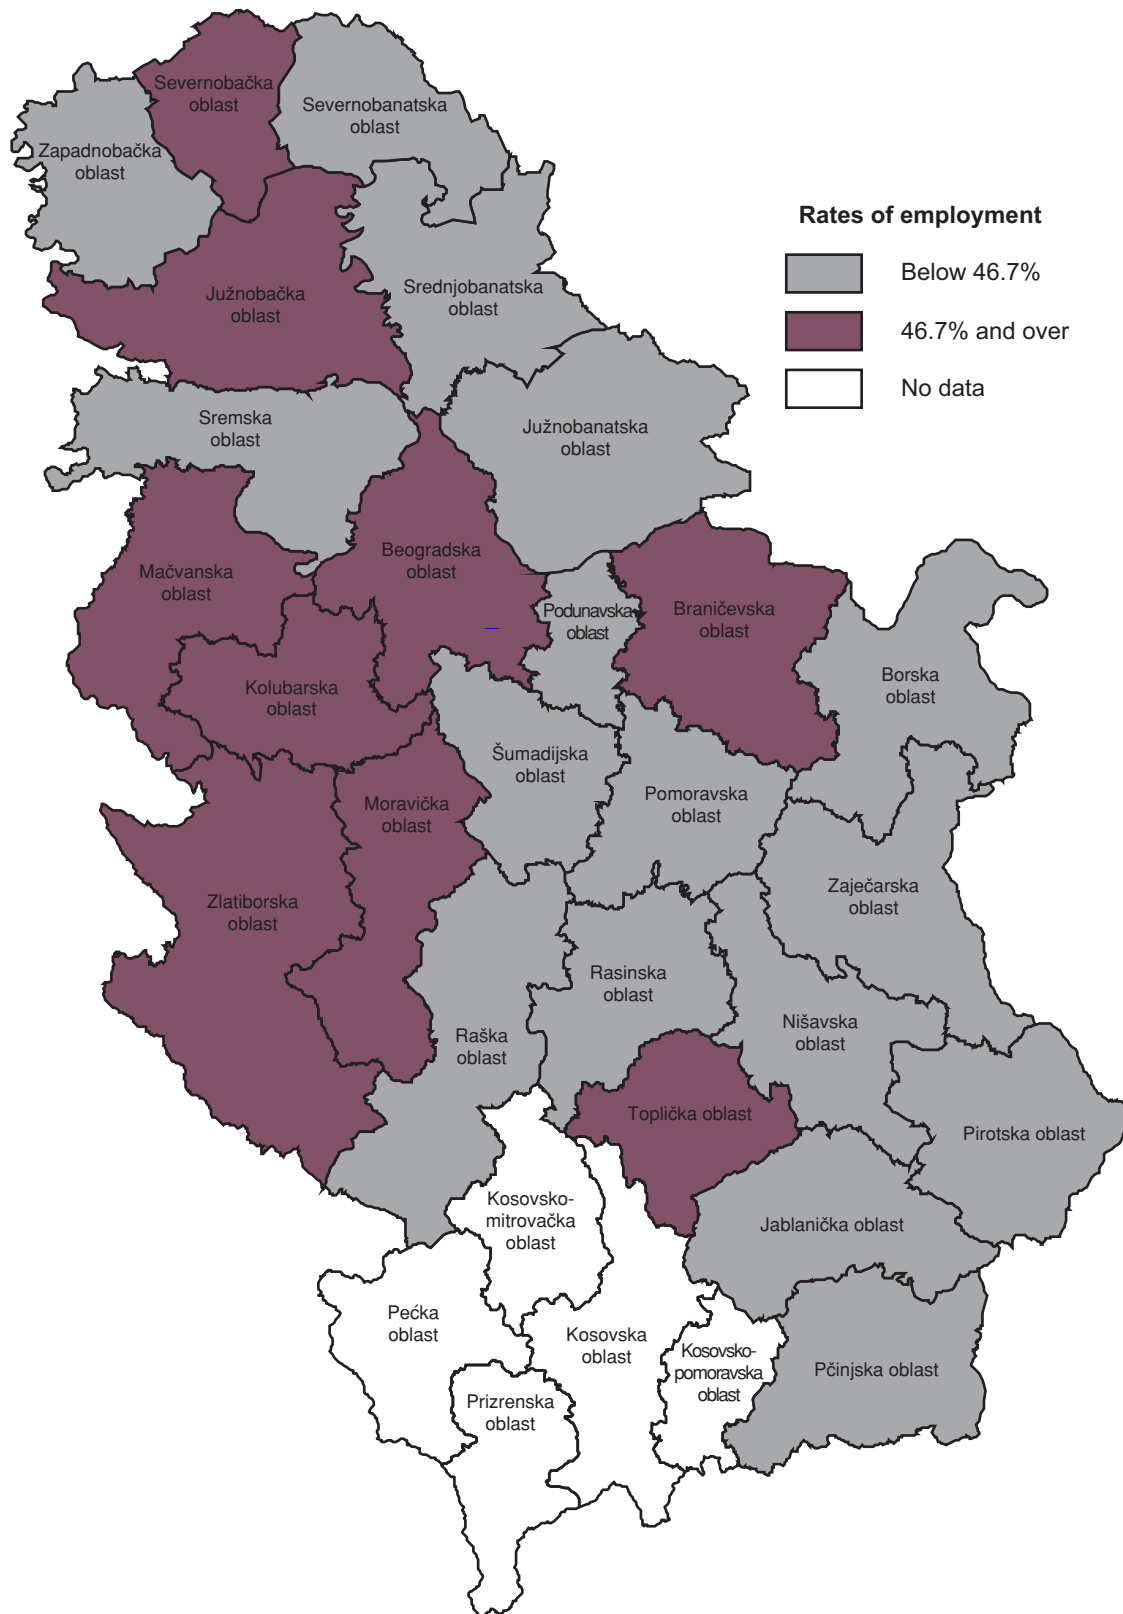 Severnobačka
oblast
Severnobanatska
oblast
Zapadnobačka
oblast
Rates of employment
Below 46.7%
46.7% and over
No data
Južnobačka
oblast
Srednjobanatska
oblast
Sremska
oblast
Južnobanatska
oblast
Mačvanska
oblast
Beogradska
oblast
Podunavska
oblast
Braničevska
oblast
Borska
oblast
Kolubarska
oblast
Šumadijska
oblast
Moravička
oblast
Pomoravska
oblast
Zaječarska
oblast
Zlatiborska
oblast
Rasinska
oblast
Raška
oblast
Nišavska
oblast
Toplička oblast
Pirotska oblast
Kosovsko-
mitrovačka
oblast
Jablanička oblast
Pećka
oblast
Kosovska
oblast
Kosovsko-
pomoravska
oblast
Pčinjska oblast
Prizrenska
oblast